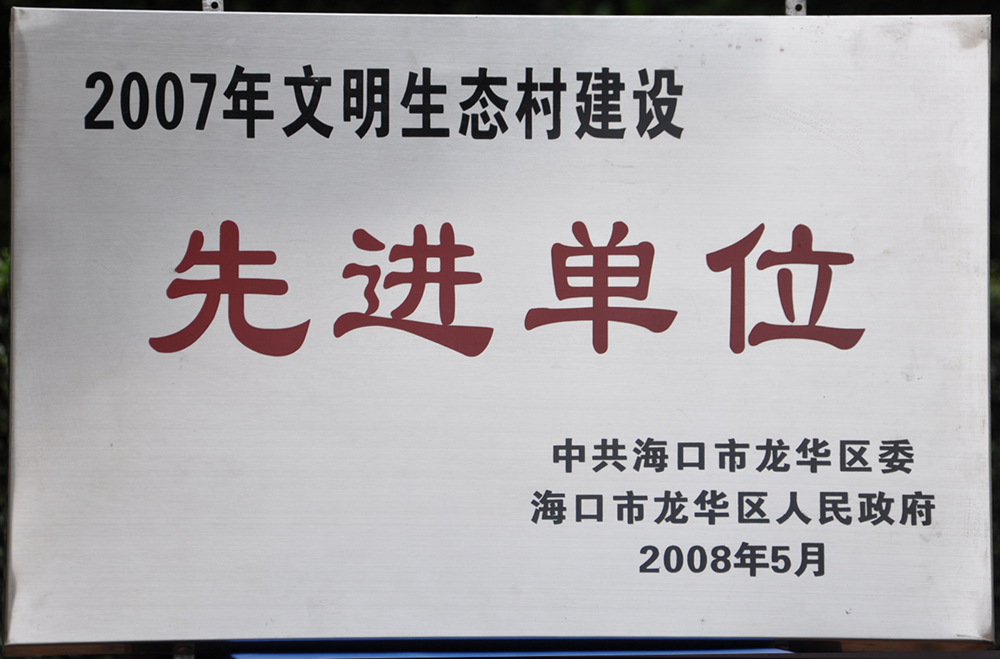 2007年文明生态村建设
先进单位
中共海口市龙华区委
海口市龙华区人民政府
2008年5月